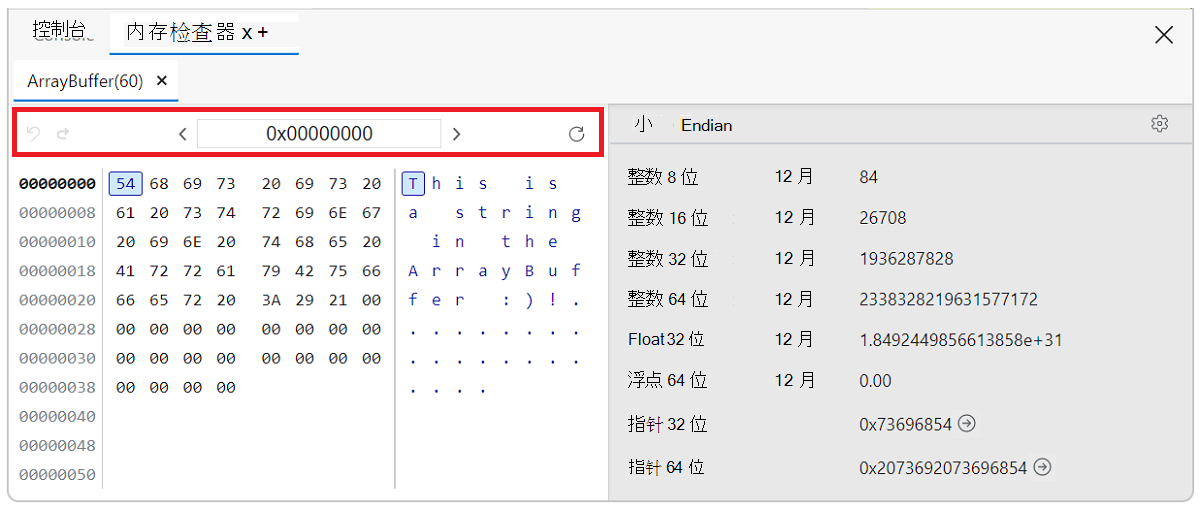 控制台
内存检查器 x +
ArrayBuffer(60) ×
0x00000000
00000000 54 68 69 73 20 69 73 20 T h i s i s
00000008 61 20 73 74 72 69 6E 67 a s t r i n g
00000010 20 69 6E 20 74 68 65 20 i n t h e
00000018 41 72 72 61 79 42 75 66 A r r a y B u f
00000020 66 65 72 20 3A 29 21 00 f e r : ) ! .
00000028 00 00 00 00 00 00 00 00 . . . . . . . .
00000030 00 00 00 00 00 00 00 00 . . . . . . . .
00000038 00 00 00 00 . . . .
00000040
00000048
00000050
小 Endian
整数 8 位 12 月 84
整数 16 位 12 月 26708
整数 32 位 12 月 1936287828
整数 64 位 12 月 2338328219631577172
Float 32 位 12 月 1.8492449856613858e+31
浮点 64 位 12 月 0.00
指针 32 位 0x73696854
指针 64 位 0x2073692073696854